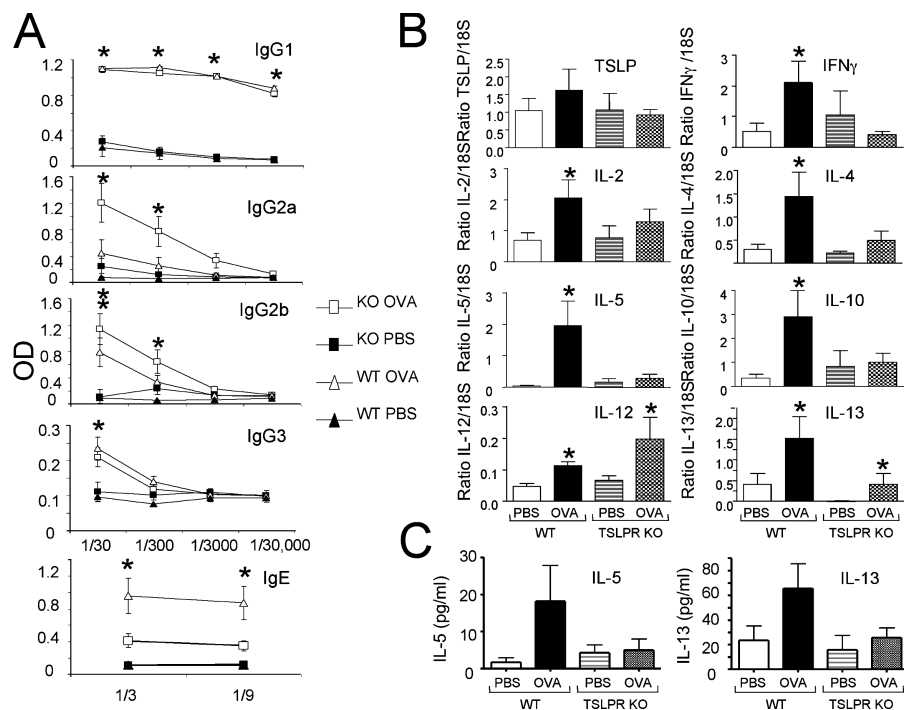 A
IgG1
1.2
0.8
0.4
0
IgG2a
1.6
1.2
0.8
0.4
0
IgG2b
1.6
1.2
0.8
0.4
0
OD
IgG3
0.3
0.2
0.1
0
1/30 1/300 1/3000 1/30,000
IgE
1.2
0.8
0.4
0
1/3 1/9
KO OVA
KO PBS
WT OVA
WT PBS
B
Ratio TSLP/18S
TSLP
2.5
2.0
1.5
1.0
0.5
0.0
Ratio IFNγ/18S
IFNγ
3
2
1
0
Ratio IL-2/18S
IL-2
3
2
1
0
Ratio IL-4/18S
IL-4
2.0
1.5
1.0
0.5
Ratio IL-5/18S
IL-5
3
2
1
0
Ratio IL-10/18S
IL-10
4
3
2
1
0
Ratio IL-12/18S
IL-12
0.3
0.2
0.1
0.0
PBS OVA PBS OVA
WT TSLPR KO
Ratio IL-13/18S
IL-13
2.0
1.5
1.0
0.5
0.0
PBS OVA PBS OVA
WT TSLPR KO
C
IL-5 (pg/ml)
IL-5
30
20
10
0
PBS OVA PBS OVA
WT TSLPR KO
IL-13 (pg/ml)
IL-13
80
60
40
20
0
PBS OVA PBS OVA
WT TSLPR KO